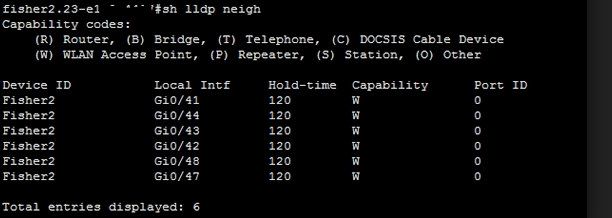 fisher2.23-e1 #sh lldp neigh
Capability codes:
(R) Router, (B) Bridge, (T) Telephone, (C) DOCSIS Cable Device
(W) WLAN Access Point, (P) Repeater, (S) Station, (O) Other
Device ID Local Intf Hold-time Capability Port ID
Fisher2 Gi0/41 120 W 0
Fisher2 Gi0/44 120 W 0
Fisher2 Gi0/43 120 W 0
Fisher2 Gi0/42 120 W 0
Fisher2 Gi0/48 120 W 0
Fisher2 Gi0/47 120 W 0
Total entries displayed: 6